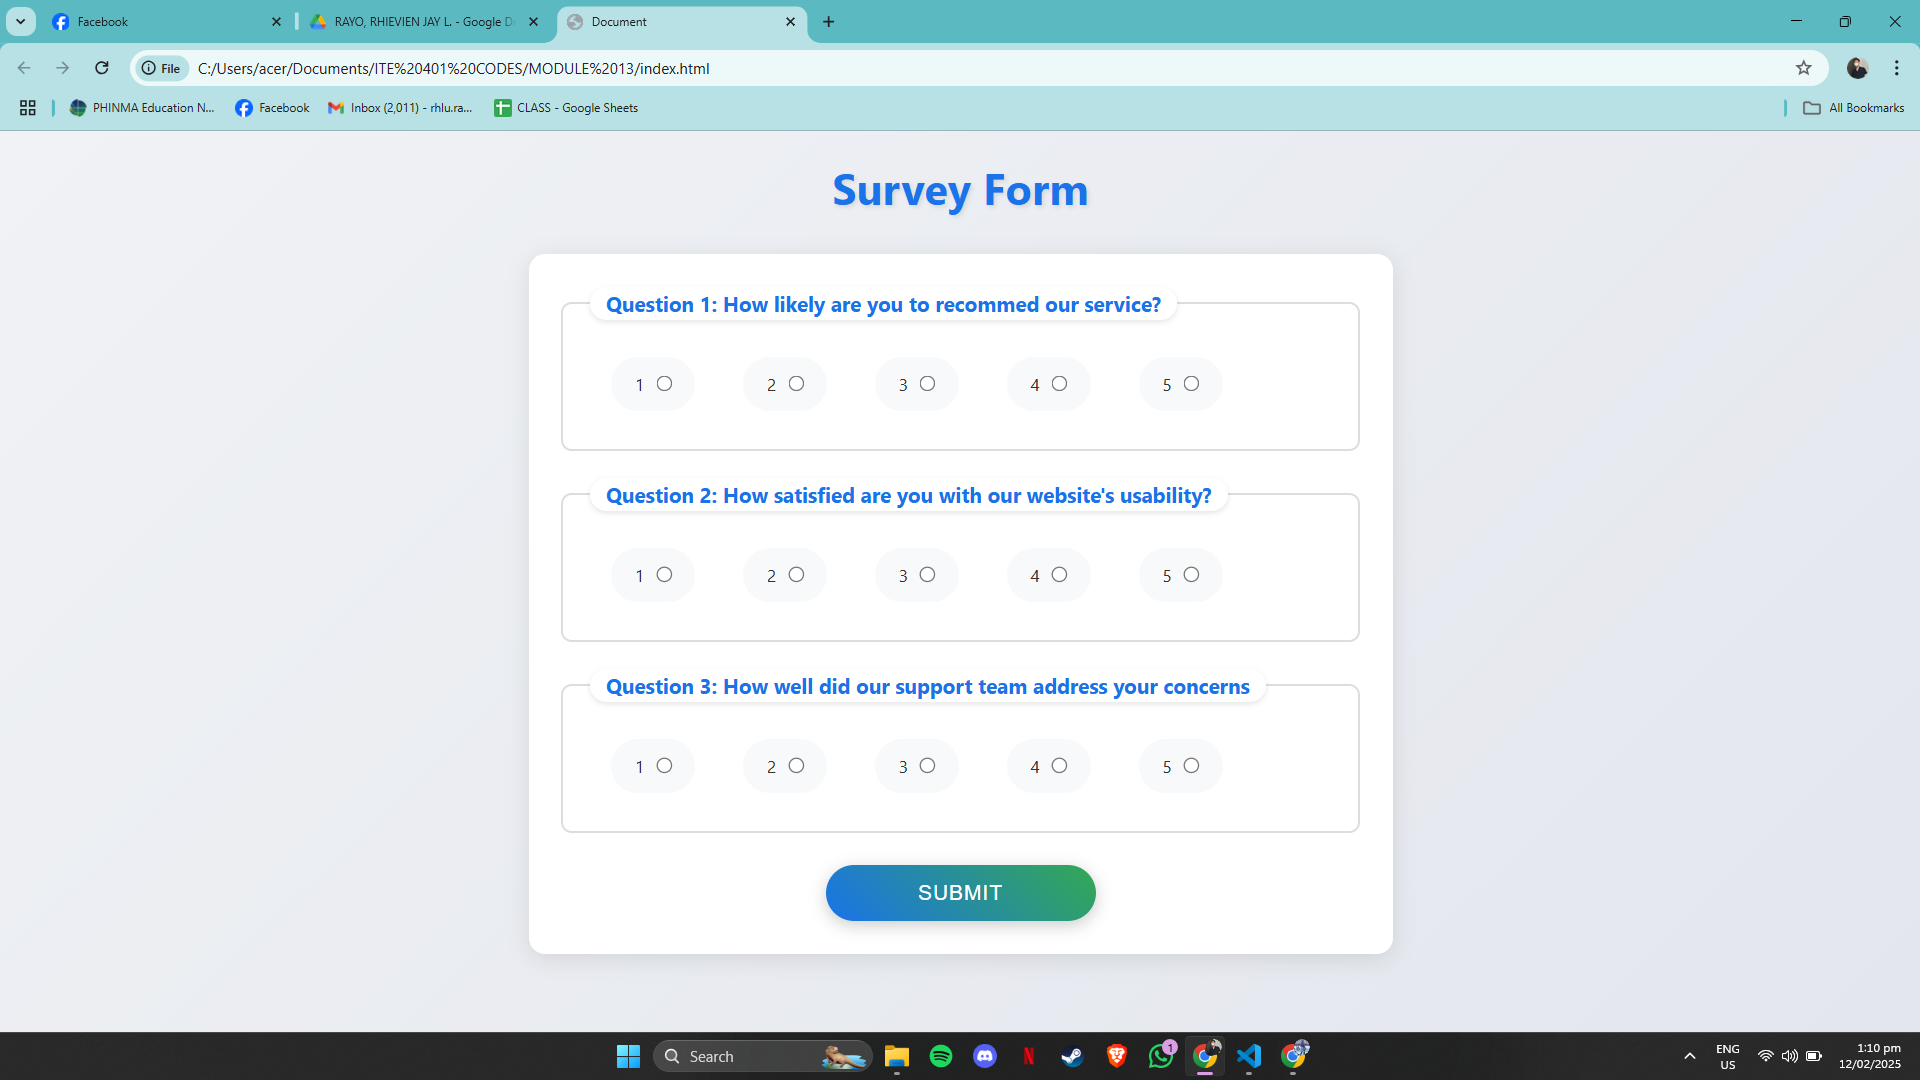 Facebook
RAYO, RHIEVIEN JAY L. - Google D
Document
File
C:/Users/acer/Documents/ITE%20401%20CODES/MODULE%2013/index.html
PHINMA Education N...
Facebook
Inbox (2,011) - rhlu.ra...
CLASS - Google Sheets
All Bookmarks
Survey Form
Question 1: How likely are you to recommed our service?
1 2 3 4 5
Question 2: How satisfied are you with our website's usability?
1 2 3 4 5
Question 3: How well did our support team address your concerns
1 2 3 4 5
SUBMIT
Search
N
1
ENG
US
1:10 pm
12/02/2025